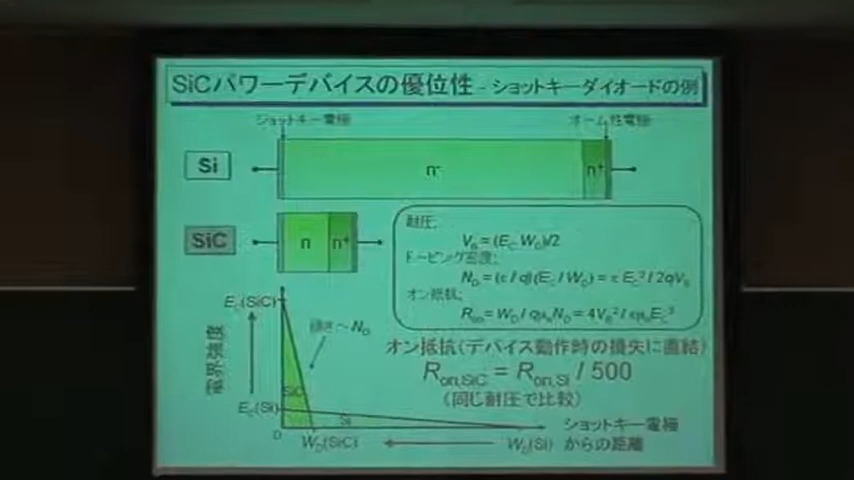 SiCパワーデバイスの優位性 - ショットキーダイオードの例
ショットキー電極 オーム性電極
Si n⁻ n⁺
SiC n n⁺
耐圧:
V_B = (E_C W_D)/2
ドーピング密度:
N_D = (ε / q)(E_C / W_D) = ε E_C² / 2qV_B
オン抵抗:
R_on = W_D / qμ_n N_D = 4V_B² / εμ_n E_C³
E_C(SiC)
傾き〜N_D
電界強度
SiC
E_C(Si)
Si
0
W_D(SiC) W_D(Si)
ショットキー電極
からの距離
オン抵抗(デバイス動作時の損失に直結)
R_on,SiC = R_on,Si / 500
(同じ耐圧で比較)